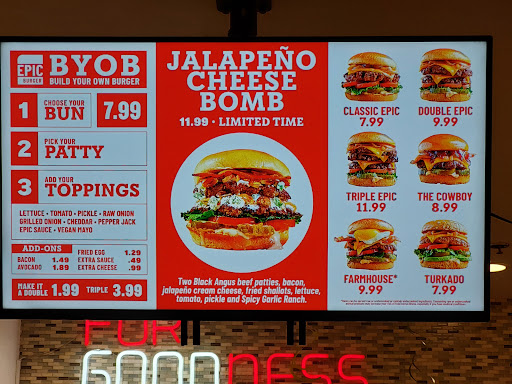 EPIC
BURGER
BYOB
BUILD YOUR OWN BURGER
1
CHOOSE YOUR
BUN
7.99
2
PICK YOUR
PATTY
3
ADD YOUR
TOPPINGS
LETTUCE • TOMATO • PICKLE • RAW ONION
GRILLED ONION • CHEDDAR • PEPPER JACK
EPIC SAUCE • VEGAN MAYO
ADD-ONS
BACON 1.49
AVOCADO 1.89
FRIED EGG 1.29
EXTRA SAUCE .49
EXTRA CHEESE .99
MAKE IT
A DOUBLE 1.99
TRIPLE 3.99
JALAPEÑO
CHEESE
BOMB
11.99 • LIMITED TIME
Two Black Angus beef patties, bacon,
jalapeño cream cheese, fried shallots, lettuce,
tomato, pickle and Spicy Garlic Ranch.
CLASSIC EPIC
7.99
DOUBLE EPIC
9.99
TRIPLE EPIC
11.99
THE COWBOY
8.99
FARMHOUSE*
9.99
TURKADO
7.99
FOR
GOODNESS